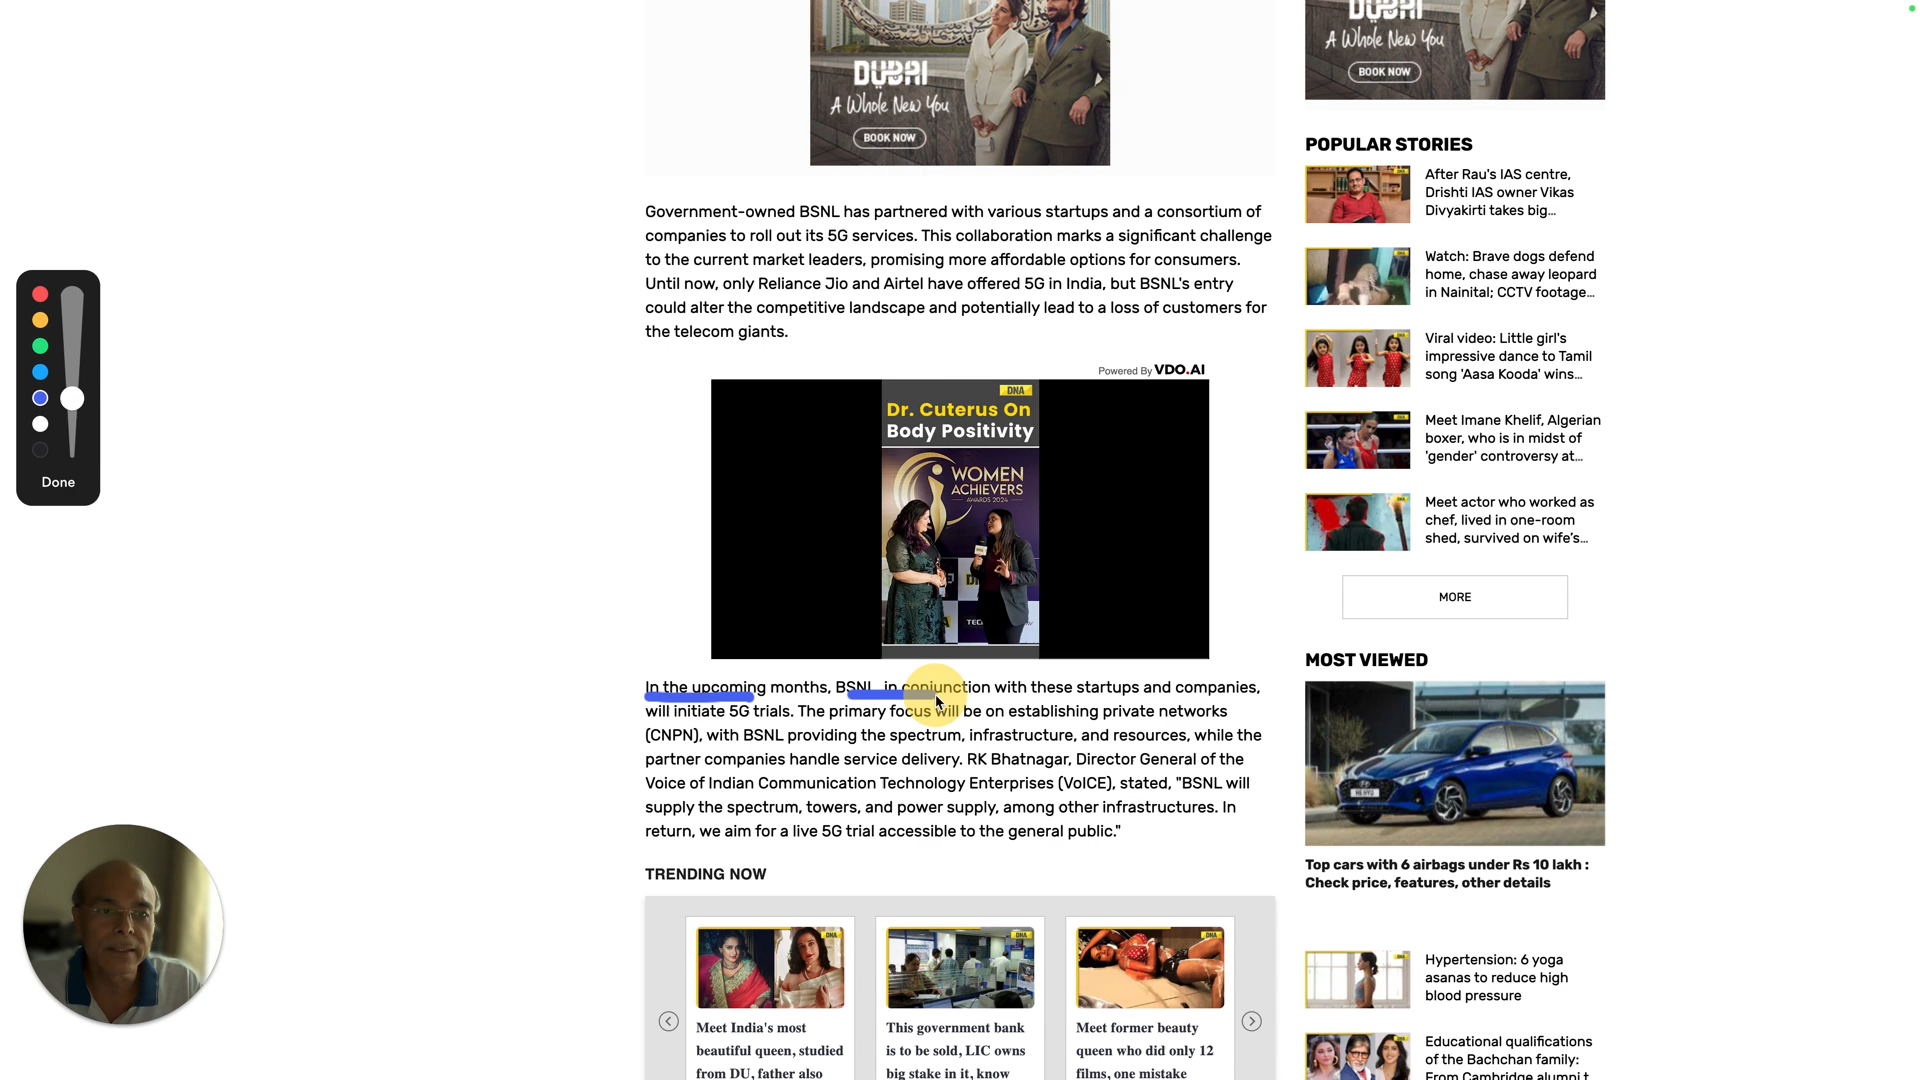 DUBAI
A Whole New You
BOOK NOW
DUBAI
A Whole New You
BOOK NOW
Done
Government-owned BSNL has partnered with various startups and a consortium of
companies to roll out its 5G services. This collaboration marks a significant challenge
to the current market leaders, promising more affordable options for consumers.
Until now, only Reliance Jio and Airtel have offered 5G in India, but BSNL's entry
could alter the competitive landscape and potentially lead to a loss of customers for
the telecom giants.
Powered By VDO.AI
DNA
Dr. Cuterus On
Body Positivity
WOMEN
ACHIEVERS
AWARDS 2024
In the upcoming months, BSNL, in conjunction with these startups and companies,
will initiate 5G trials. The primary focus will be on establishing private networks
(CNPN), with BSNL providing the spectrum, infrastructure, and resources, while the
partner companies handle service delivery. RK Bhatnagar, Director General of the
Voice of Indian Communication Technology Enterprises (VoICE), stated, "BSNL will
supply the spectrum, towers, and power supply, among other infrastructures. In
return, we aim for a live 5G trial accessible to the general public."
TRENDING NOW
DNA
Meet India's most
beautiful queen, studied
from DU, father also
DNA
This government bank
is to be sold, LIC owns
big stake in it, know
DNA
Meet former beauty
queen who did only 12
films, one mistake
POPULAR STORIES
After Rau's IAS centre,
Drishti IAS owner Vikas
Divyakirti takes big...
Watch: Brave dogs defend
home, chase away leopard
in Nainital; CCTV footage...
Viral video: Little girl's
impressive dance to Tamil
song 'Aasa Kooda' wins...
Meet Imane Khelif, Algerian
boxer, who is in midst of
'gender' controversy at...
Meet actor who worked as
chef, lived in one-room
shed, survived on wife's...
MORE
MOST VIEWED
Top cars with 6 airbags under Rs 10 lakh :
Check price, features, other details
Hypertension: 6 yoga
asanas to reduce high
blood pressure
Educational qualifications
of the Bachchan family:
From Cambridge alumni t